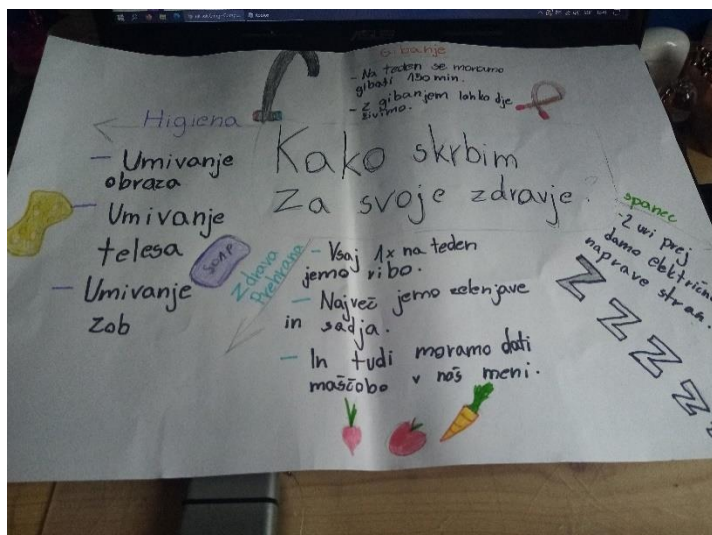 Gibanje
- Na teden se moramo
gibati 150 min.
- Z gibanjem lahko dje
živimo.
Higiena
- Umivanje
obraza
- Umivanje
telesa
- Umivanje
zob
SOAP
Kako skrbim
za svoje zdravje?
Zdrava
Prehrana
- Vsaj 1x na teden
jemo ribo.
- Največ jemo zelenjave
in sadja.
- In tudi moramo dati
maščobo v naš meni.
spanec
-2 uri prej
damo električne
naprave stran.
Z Z Z Z Z